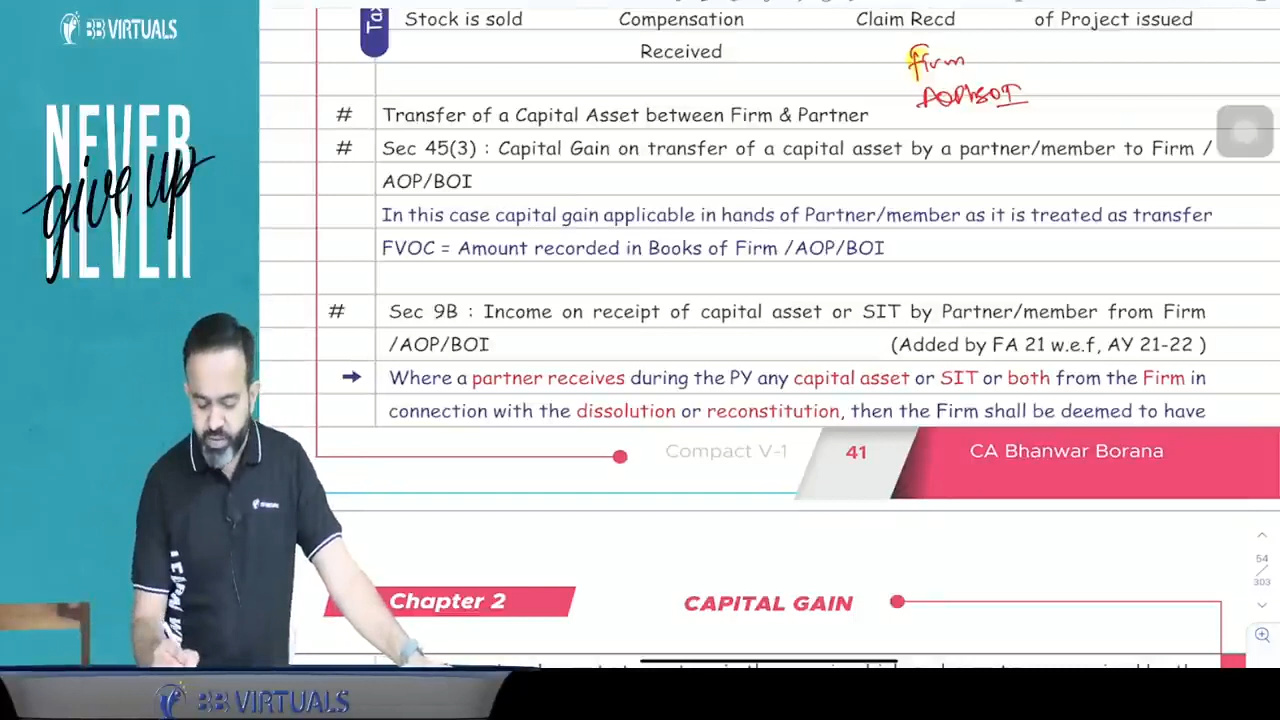 BB VIRTUALS
NEVER
give up
NEVER
Tax
Stock is sold Compensation Claim Recd of Project issued
Received
Firm
AOP/BOI
# Transfer of a Capital Asset between Firm & Partner
# Sec 45(3) : Capital Gain on transfer of a capital asset by a partner/member to Firm /
AOP/BOI
In this case capital gain applicable in hands of Partner/member as it is treated as transfer
FVOC = Amount recorded in Books of Firm /AOP/BOI
# Sec 9B : Income on receipt of capital asset or SIT by Partner/member from Firm
/AOP/BOI (Added by FA 21 w.e.f, AY 21-22 )
→ Where a partner receives during the PY any capital asset or SIT or both from the Firm in
connection with the dissolution or reconstitution, then the Firm shall be deemed to have
Compact V-1 41 CA Bhanwar Borana
54
/
303
Chapter 2 CAPITAL GAIN
BB VIRTUALS